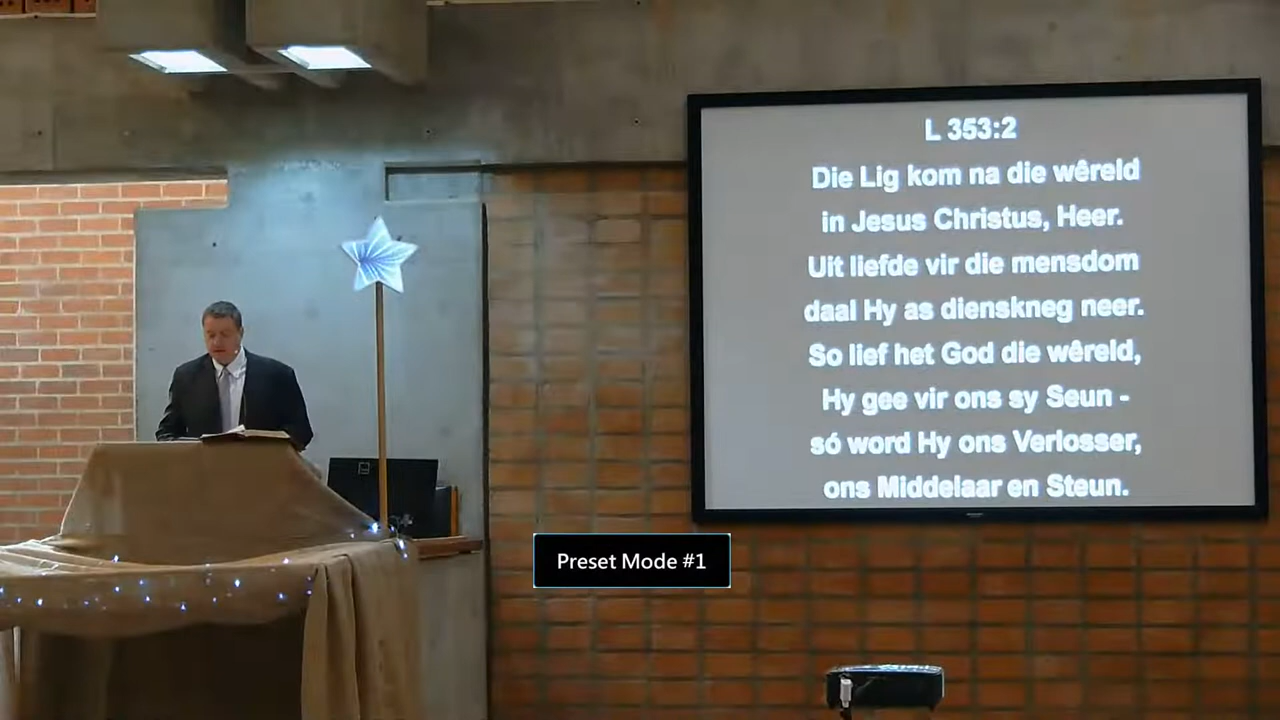 L 353:2
Die Lig kom na die wêreld
in Jesus Christus, Heer.
Uit liefde vir die mensdom
daal Hy as dienskneg neer.
So lief het God die wêreld,
Hy gee vir ons sy Seun -
só word Hy ons Verlosser,
ons Middelaar en Steun.
Preset Mode #1